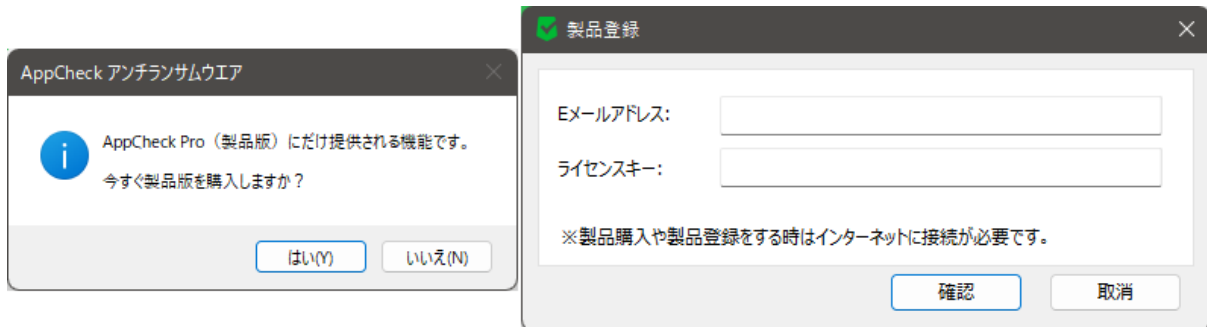 AppCheck アンチランサムウエア
AppCheck Pro（製品版）にだけ提供される機能です。
今すぐ製品版を購入しますか？
はい(Y)
いいえ(N)
製品登録
Eメールアドレス:
ライセンスキー:
※製品購入や製品登録をする時はインターネットに接続が必要です。
確認
取消